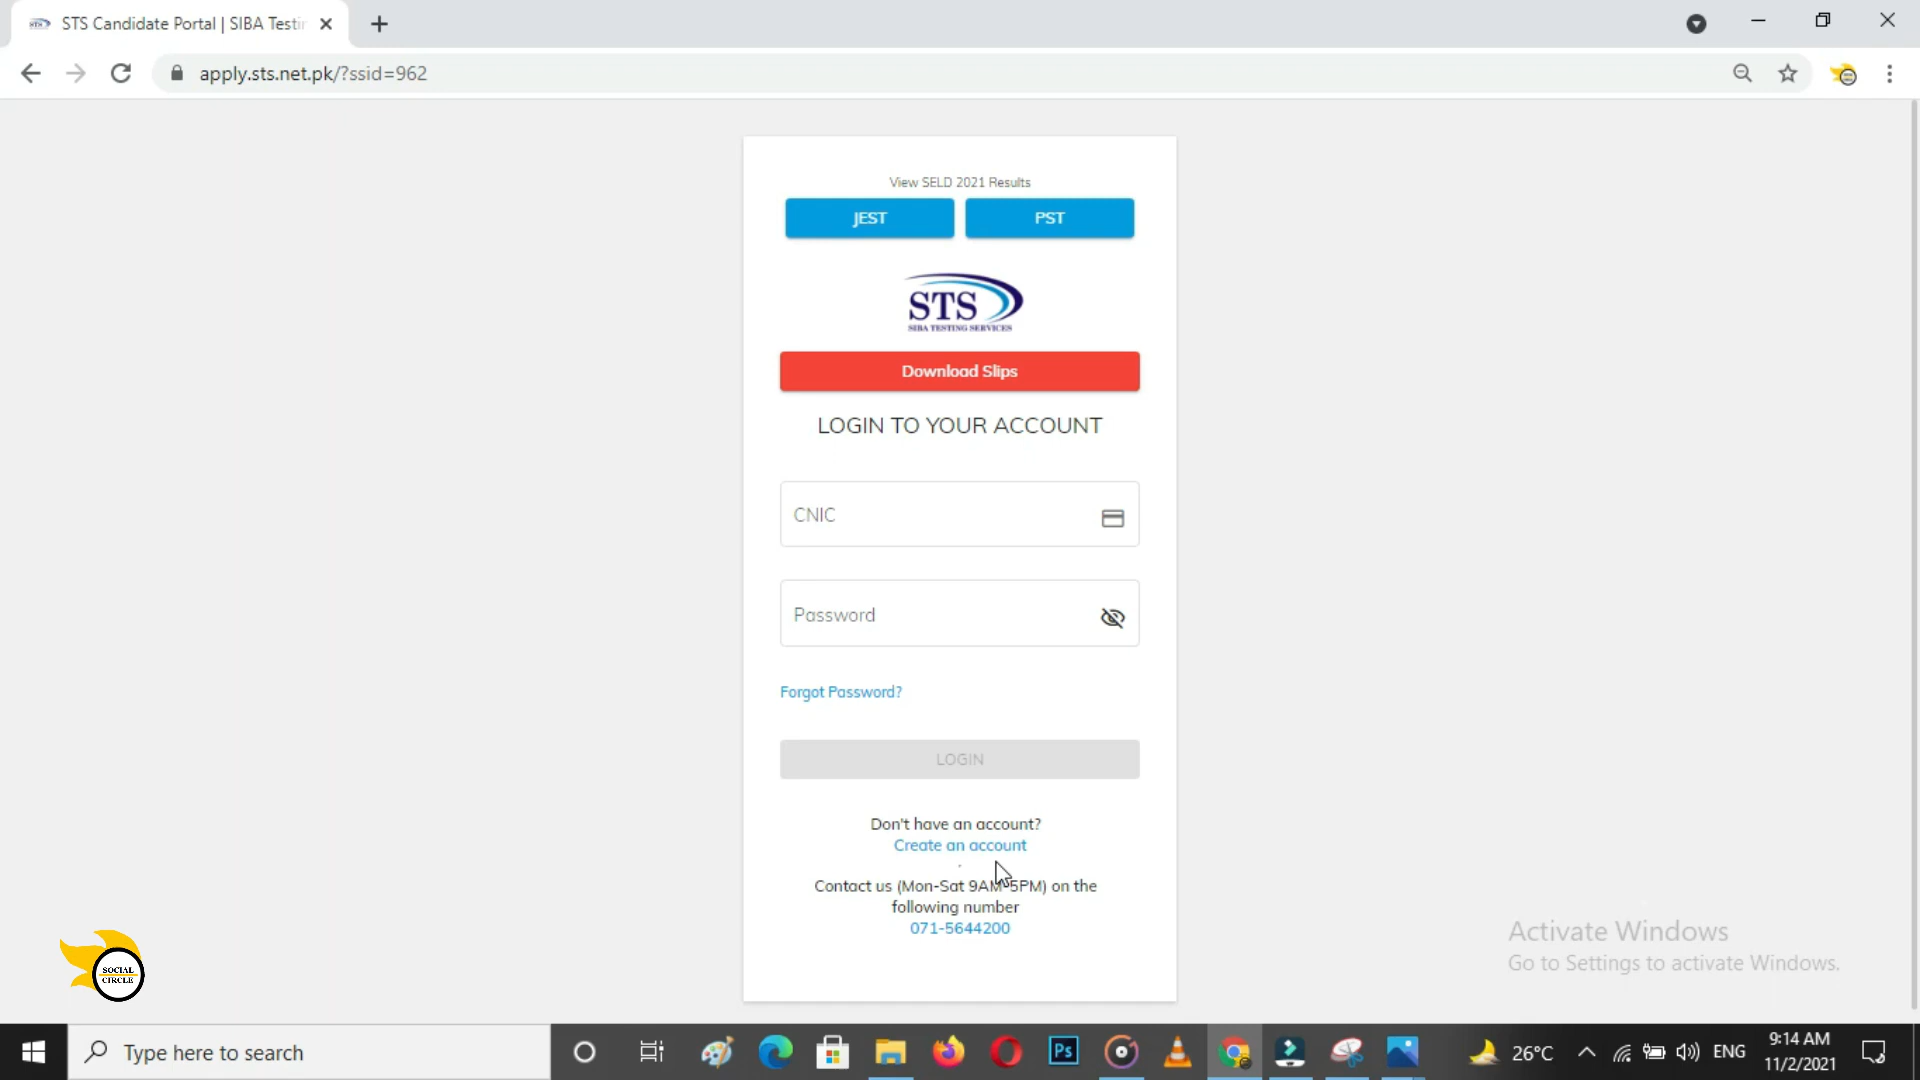 STS Candidate Portal | SIBA Testin
apply.sts.net.pk/?ssid=962
View SELD 2021 Results
JEST
PST
STS
SIBA TESTING SERVICES
Download Slips
LOGIN TO YOUR ACCOUNT
CNIC
Password
Forgot Password?
LOGIN
Don't have an account?
Create an account
Contact us (Mon-Sat 9AM-5PM) on the
following number
071-5644200
SOCIAL
CIRCLE
Activate Windows
Go to Settings to activate Windows.
Type here to search
Ps
26°C
ENG
9:14 AM
11/2/2021